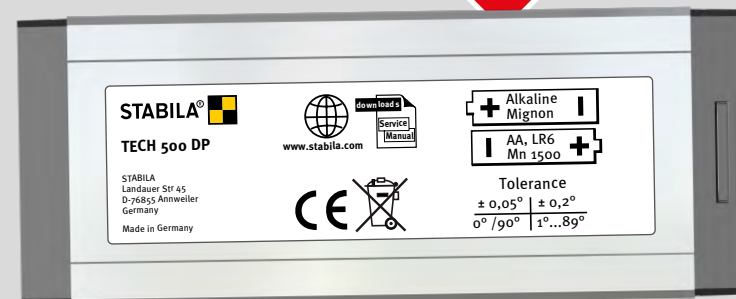 STABILA®
TECH 500 DP
STABILA
Landauer Str 45
D-76855 Annweiler
Germany
Made in Germany
downloads
Service
Manual
www.stabila.com
CE
+ Alkaline
Mignon
AA, LR6 +
Mn 1500
Tolerance
± 0,05° ± 0,2°
0° /90° 1°...89°